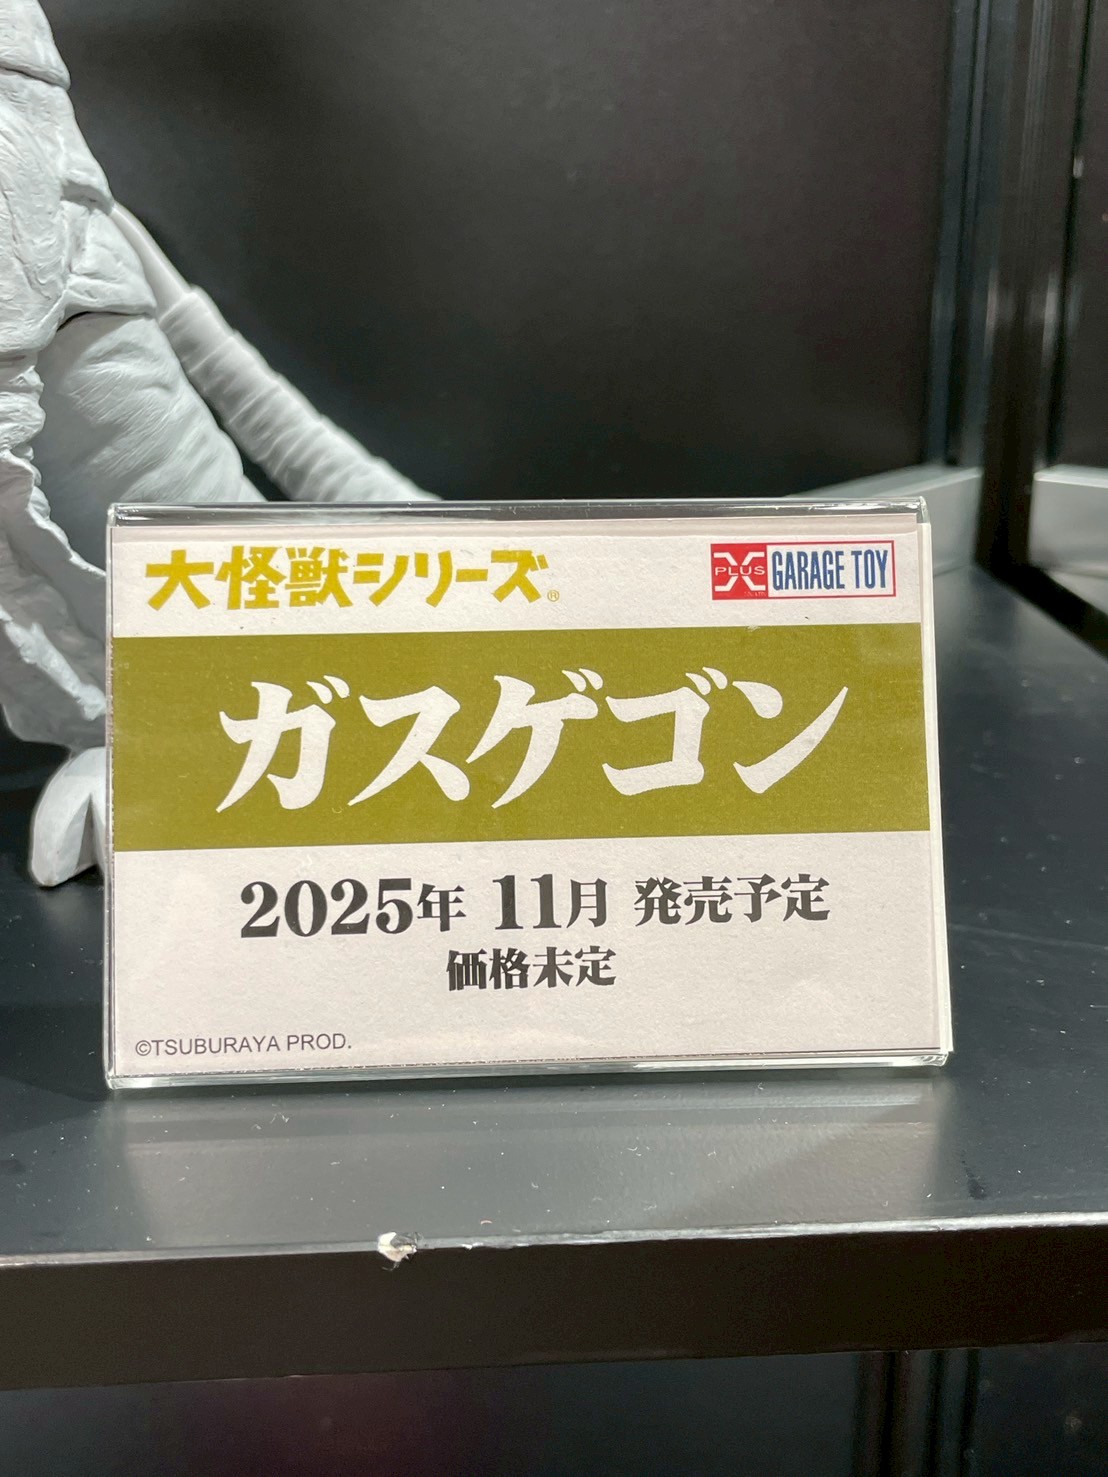 大怪獣シリーズ®
X PLUS GARAGE TOY
ガスゲゴン
2025年 11月 発売予定
価格未定
©TSUBURAYA PROD.